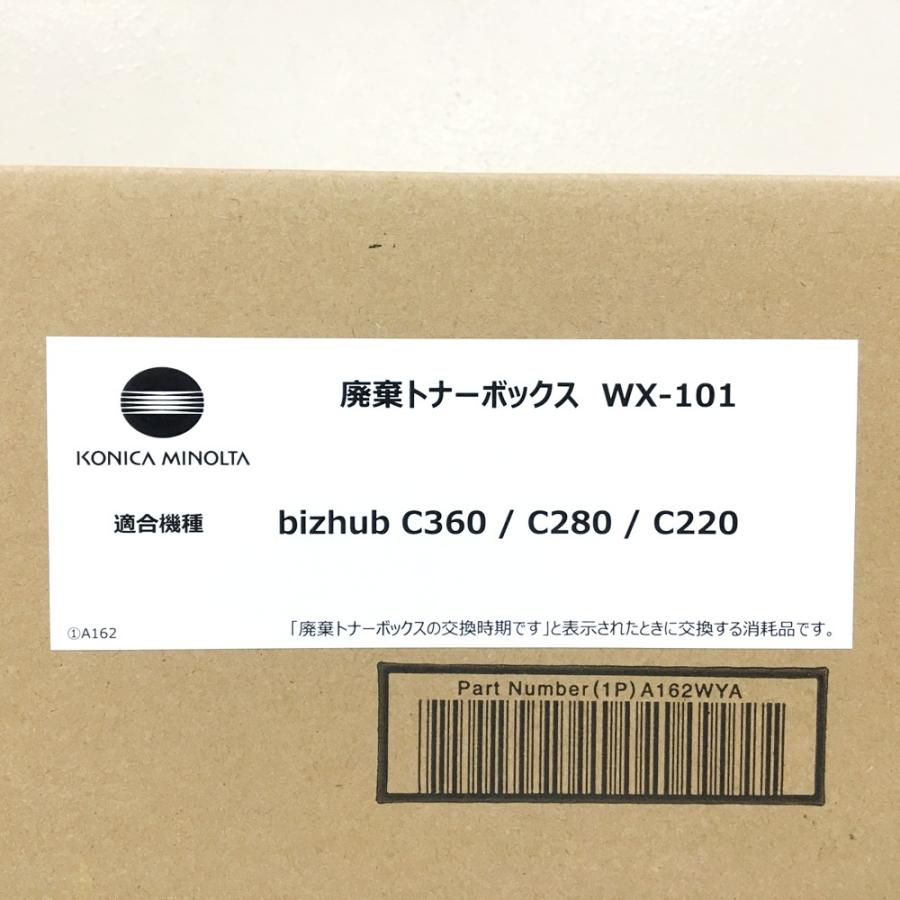 廃棄トナーボックス WX-101
KONICA MINOLTA
適合機種 bizhub C360 / C280 / C220
①A162 「廃棄トナーボックスの交換時期です」と表示されたときに交換する消耗品です。
Part Number(1P)A162WYA